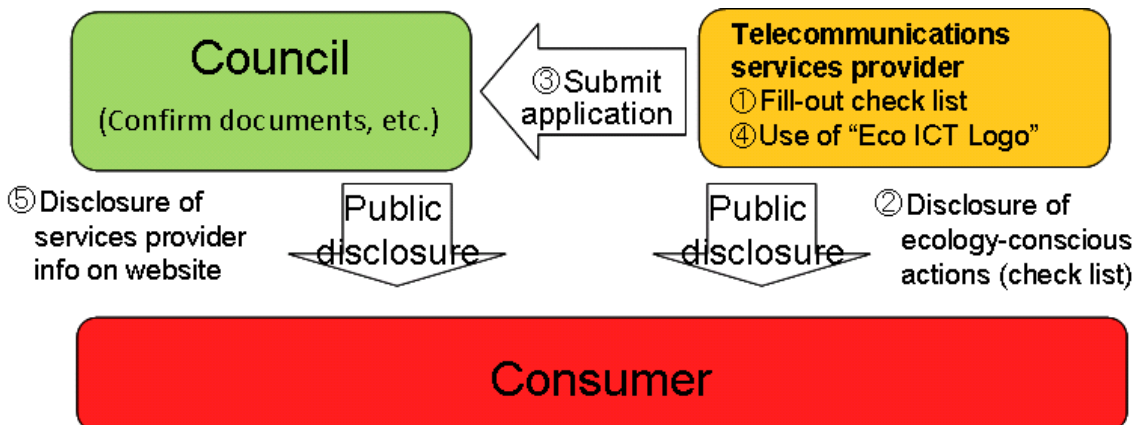 Council
(Confirm documents, etc.)
③Submit
application
Telecommunications
services provider
①Fill-out check list
④Use of “Eco ICT Logo”
⑤Disclosure of
services provider
info on website
Public
disclosure
Public
disclosure
②Disclosure of
ecology-conscious
actions (check list)
Consumer